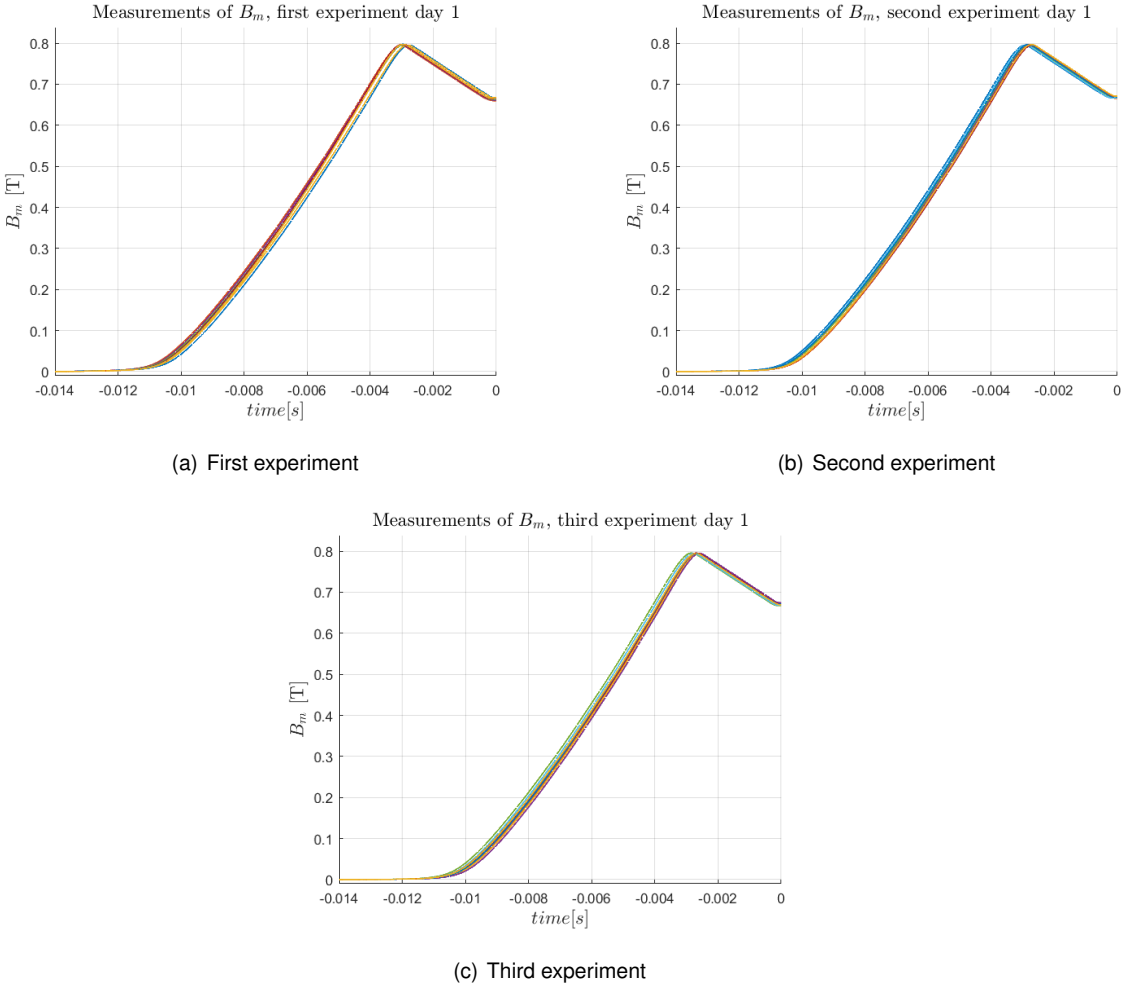 Measurements of Bm, first experiment day 1
0.8
0.7
0.6
0.5
0.4
0.3
0.2
0.1
0
Bm [T]
-0.014 -0.012 -0.01 -0.008 -0.006 -0.004 -0.002 0
time[s]
(a) First experiment
Measurements of Bm, second experiment day 1
0.8
0.7
0.6
0.5
0.4
0.3
0.2
0.1
0
Bm [T]
-0.014 -0.012 -0.01 -0.008 -0.006 -0.004 -0.002 0
time[s]
(b) Second experiment
Measurements of Bm, third experiment day 1
0.8
0.7
0.6
0.5
0.4
0.3
0.2
0.1
0
Bm [T]
-0.014 -0.012 -0.01 -0.008 -0.006 -0.004 -0.002 0
time[s]
(c) Third experiment